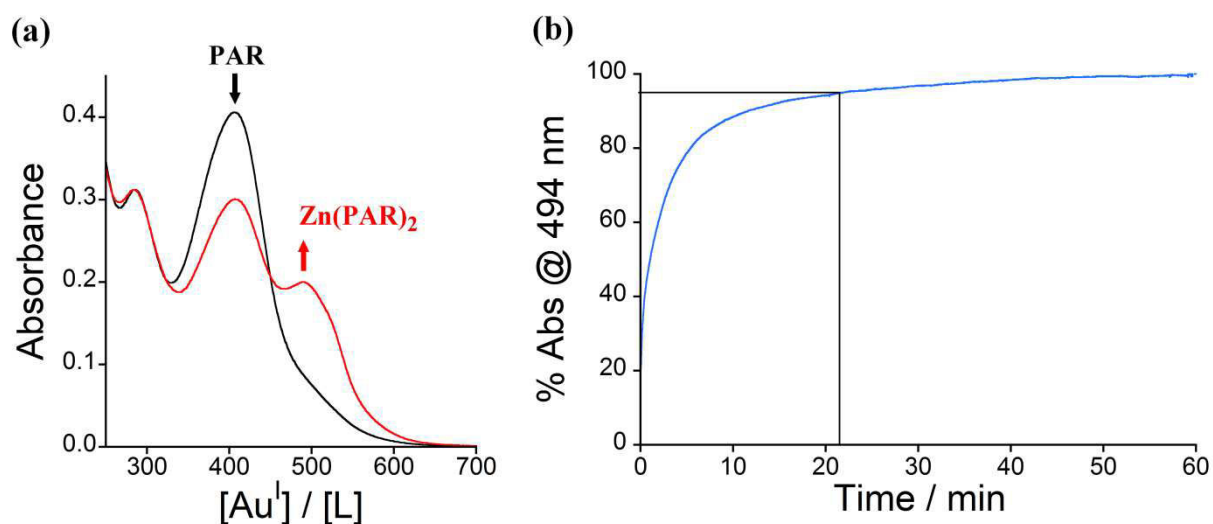 (a)
PAR
Zn(PAR)₂
Absorbance
0.4
0.3
0.2
0.1
0.0
300 400 500 600 700
[Auᴵ] / [L]
(b)
% Abs @ 494 nm
100
80
60
40
20
0
0 10 20 30 40 50 60
Time / min